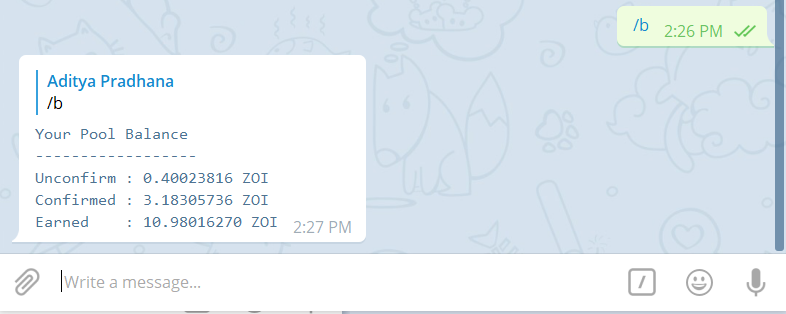 /b 2:26 PM
Aditya Pradhana
/b
Your Pool Balance
------------------
Unconfirm : 0.40023816 ZOI
Confirmed : 3.18305736 ZOI
Earned    : 10.98016270 ZOI 2:27 PM
Write a message...